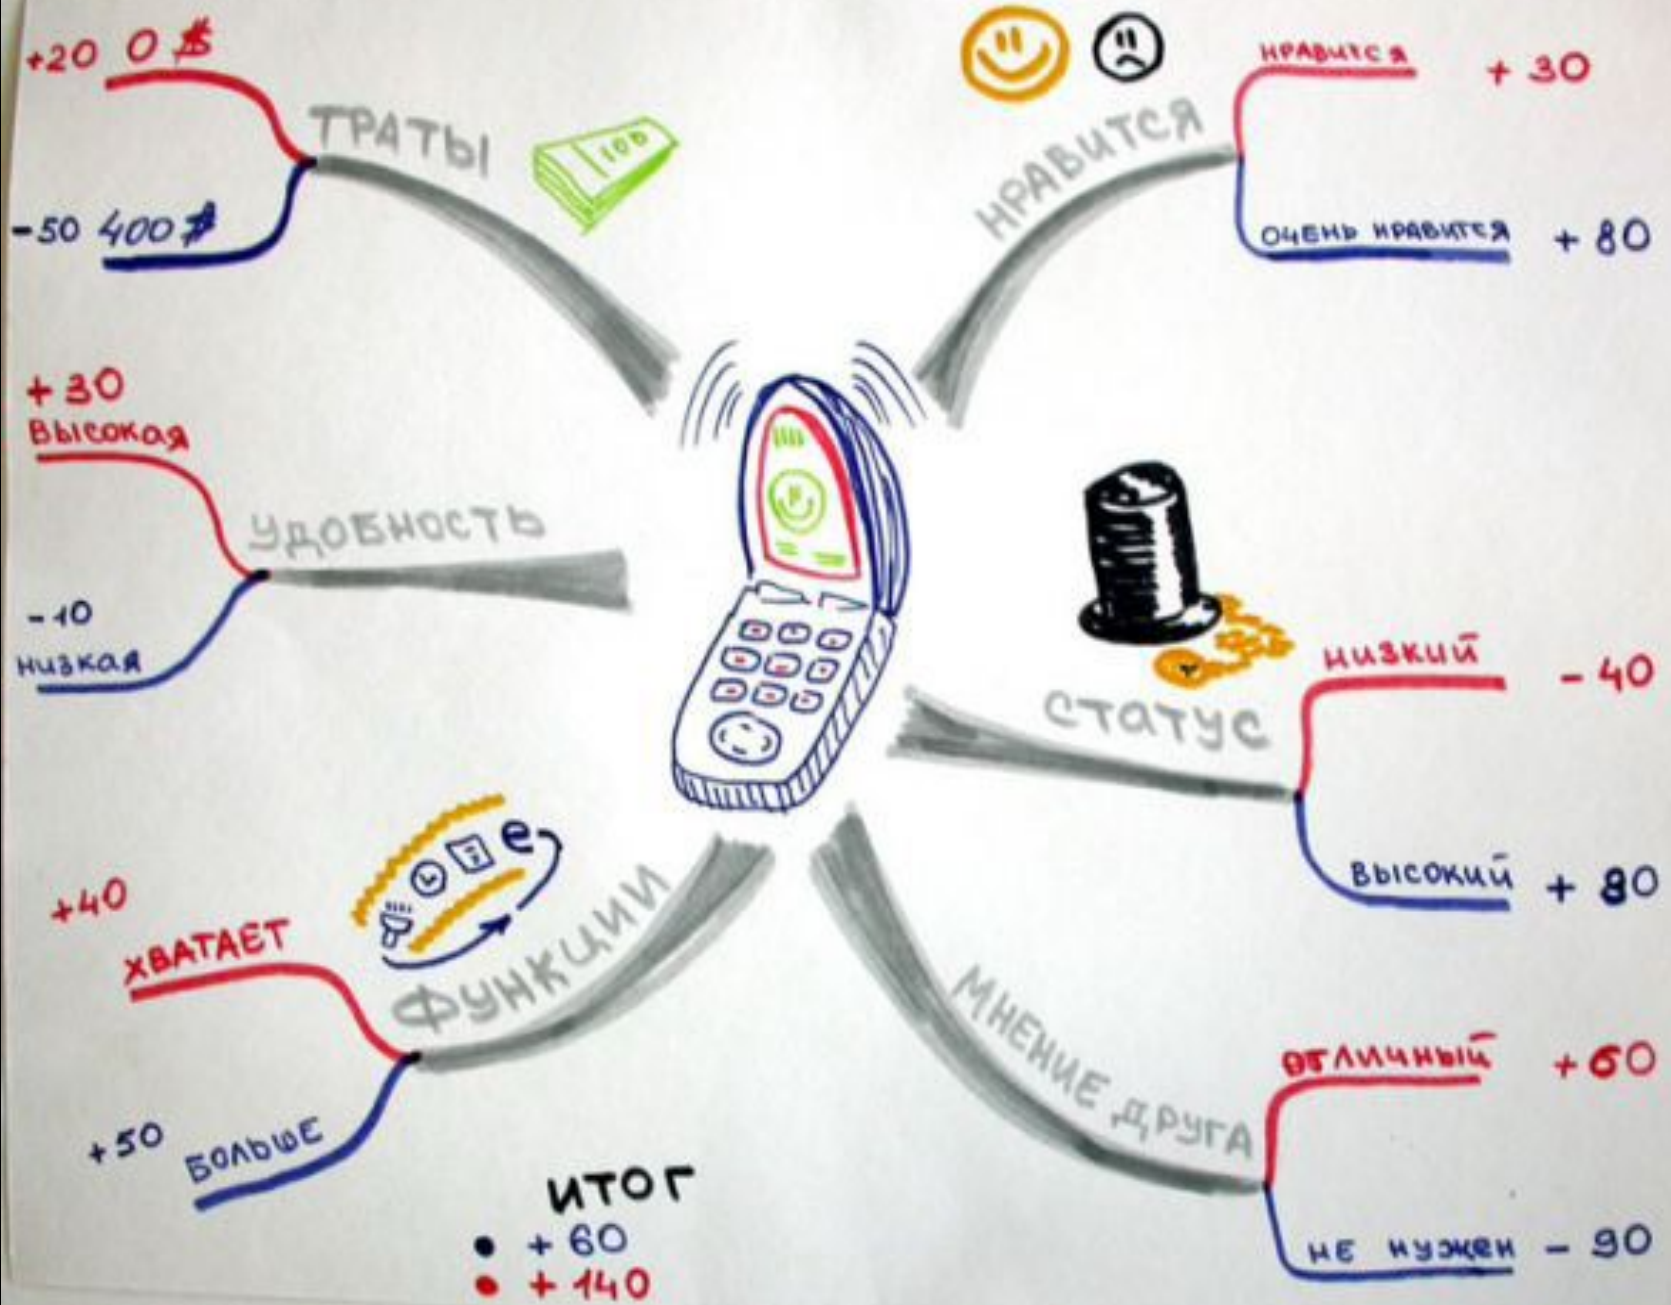 +20 0 $
ТРАТЫ
100
-50 400 $
+ 30
ВЫСОКАЯ
УДОБНОСТЬ
-10
НИЗКАЯ
+40
ХВАТАЕТ
e
ФУНКЦИИ
+50
БОЛЬШЕ
НРАВИТСЯ
НРАВИТСЯ + 30
ОЧЕНЬ НРАВИТСЯ + 80
СТАТУС
НИЗКИЙ - 40
ВЫСОКИЙ + 80
МНЕНИЕ ДРУГА
ОТЛИЧНЫЙ + 60
НЕ НУЖЕН - 90
ИТОГ
• + 60
• + 140